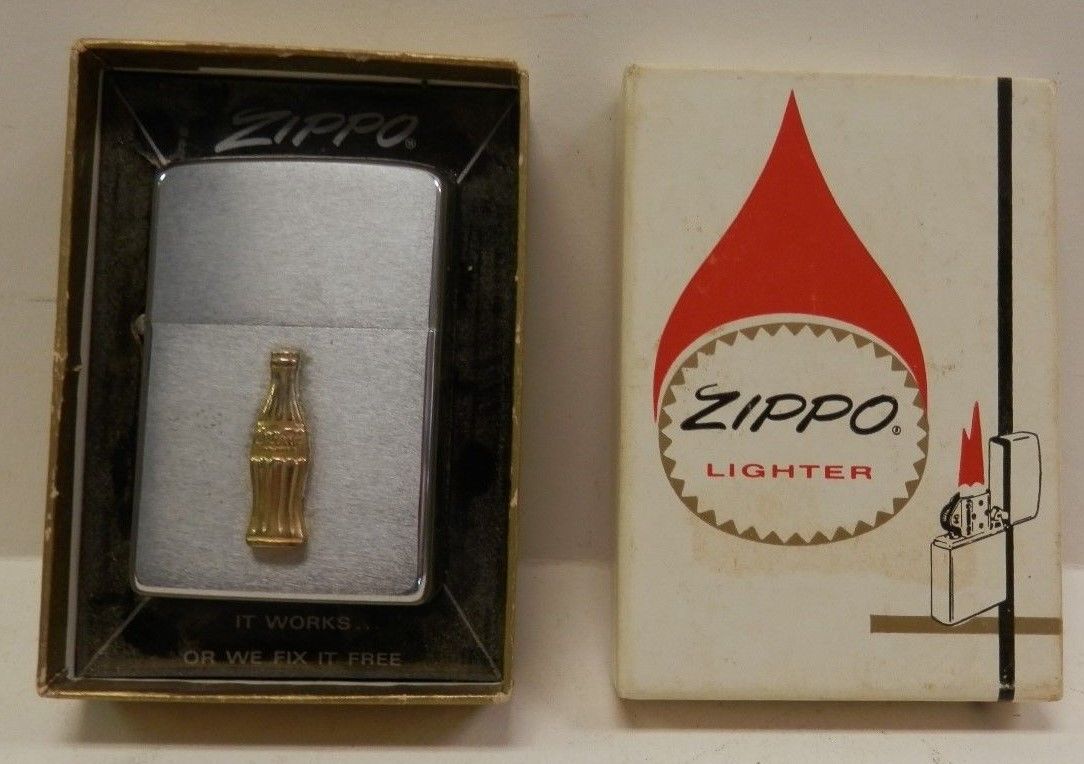 ZIPPO®
IT WORKS...
OR WE FIX IT FREE
ZIPPO®
LIGHTER